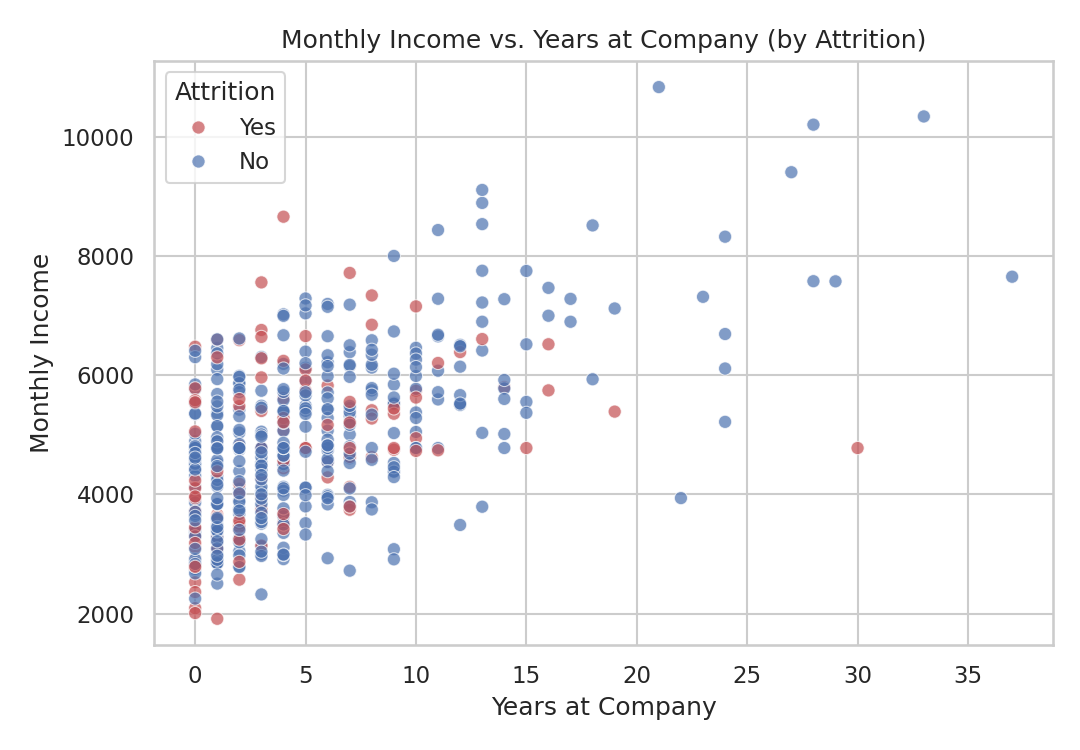 Monthly Income vs. Years at Company (by Attrition)
Attrition
Yes
No
Monthly Income
10000
8000
6000
4000
2000
0 5 10 15 20 25 30 35
Years at Company